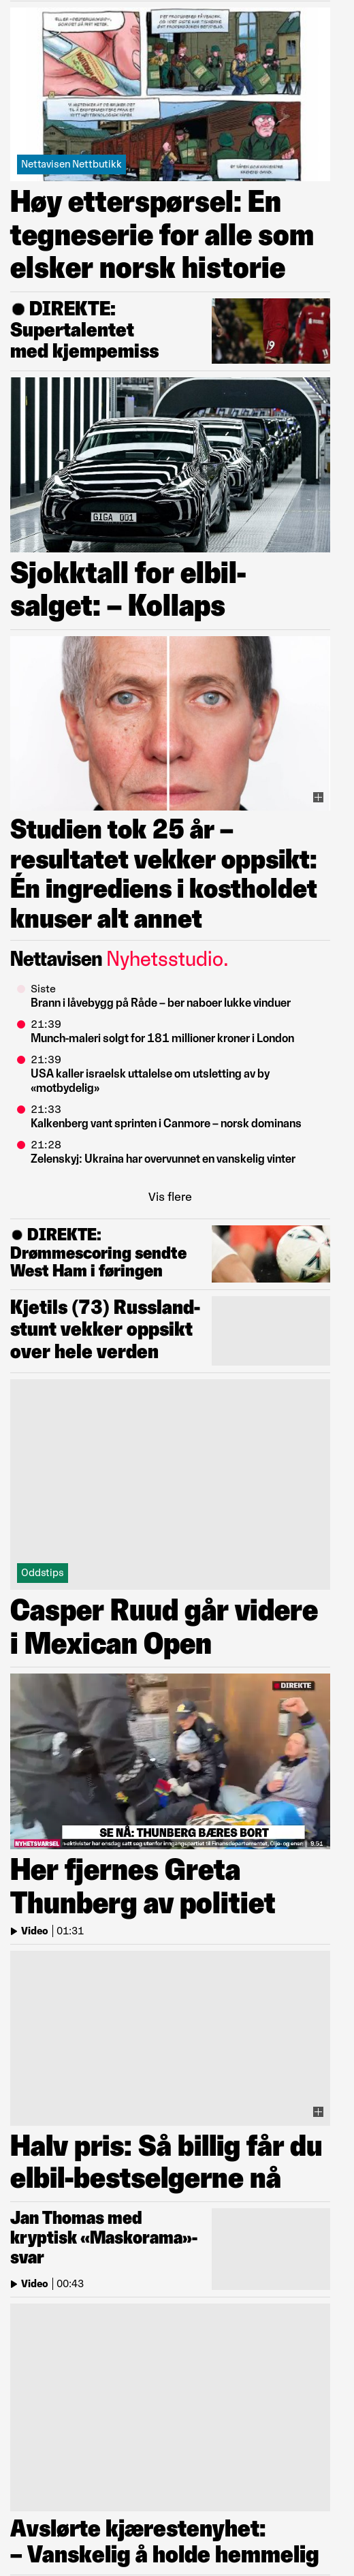 Nettavisen Nettbutikk
Høy etterspørsel: En
tegneserie for alle som
elsker norsk historie
DIREKTE:
Supertalentet
med kjempemiss
19
GIGA 001
Sjokktall for elbil-
salget: – Kollaps
Studien tok 25 år –
resultatet vekker oppsikt:
Én ingrediens i kostholdet
knuser alt annet
Nettavisen Nyhetsstudio.
Siste
Brann i låvebygg på Råde – ber naboer lukke vinduer
21:39
Munch-maleri solgt for 181 millioner kroner i London
21:39
USA kaller israelsk uttalelse om utsletting av by
«motbydelig»
21:33
Kalkenberg vant sprinten i Canmore – norsk dominans
21:28
Zelenskyj: Ukraina har overvunnet en vanskelig vinter
Vis flere
DIREKTE:
Drømmescoring sendte
West Ham i føringen
Kjetils (73) Russland-
stunt vekker oppsikt
over hele verden
Oddstips
Casper Ruud går videre
i Mexican Open
DIREKTE
SE NÅ: THUNBERG BÆRES BORT
NYHETSVARSEL
9.51
Her fjernes Greta
Thunberg av politiet
Video | 01:31
Halv pris: Så billig får du
elbil-bestselgerne nå
Jan Thomas med
kryptisk «Maskorama»-
svar
Video | 00:43
Avslørte kjærestenyhet:
– Vanskelig å holde hemmelig